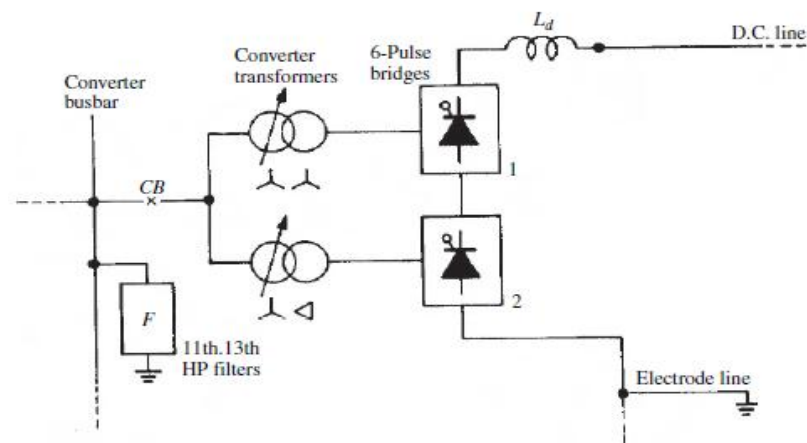 L_d
D.C. line
Converter
transformers
6-Pulse
bridges
Converter
busbar
CB
1
2
F
11th.13th
HP filters
Electrode line